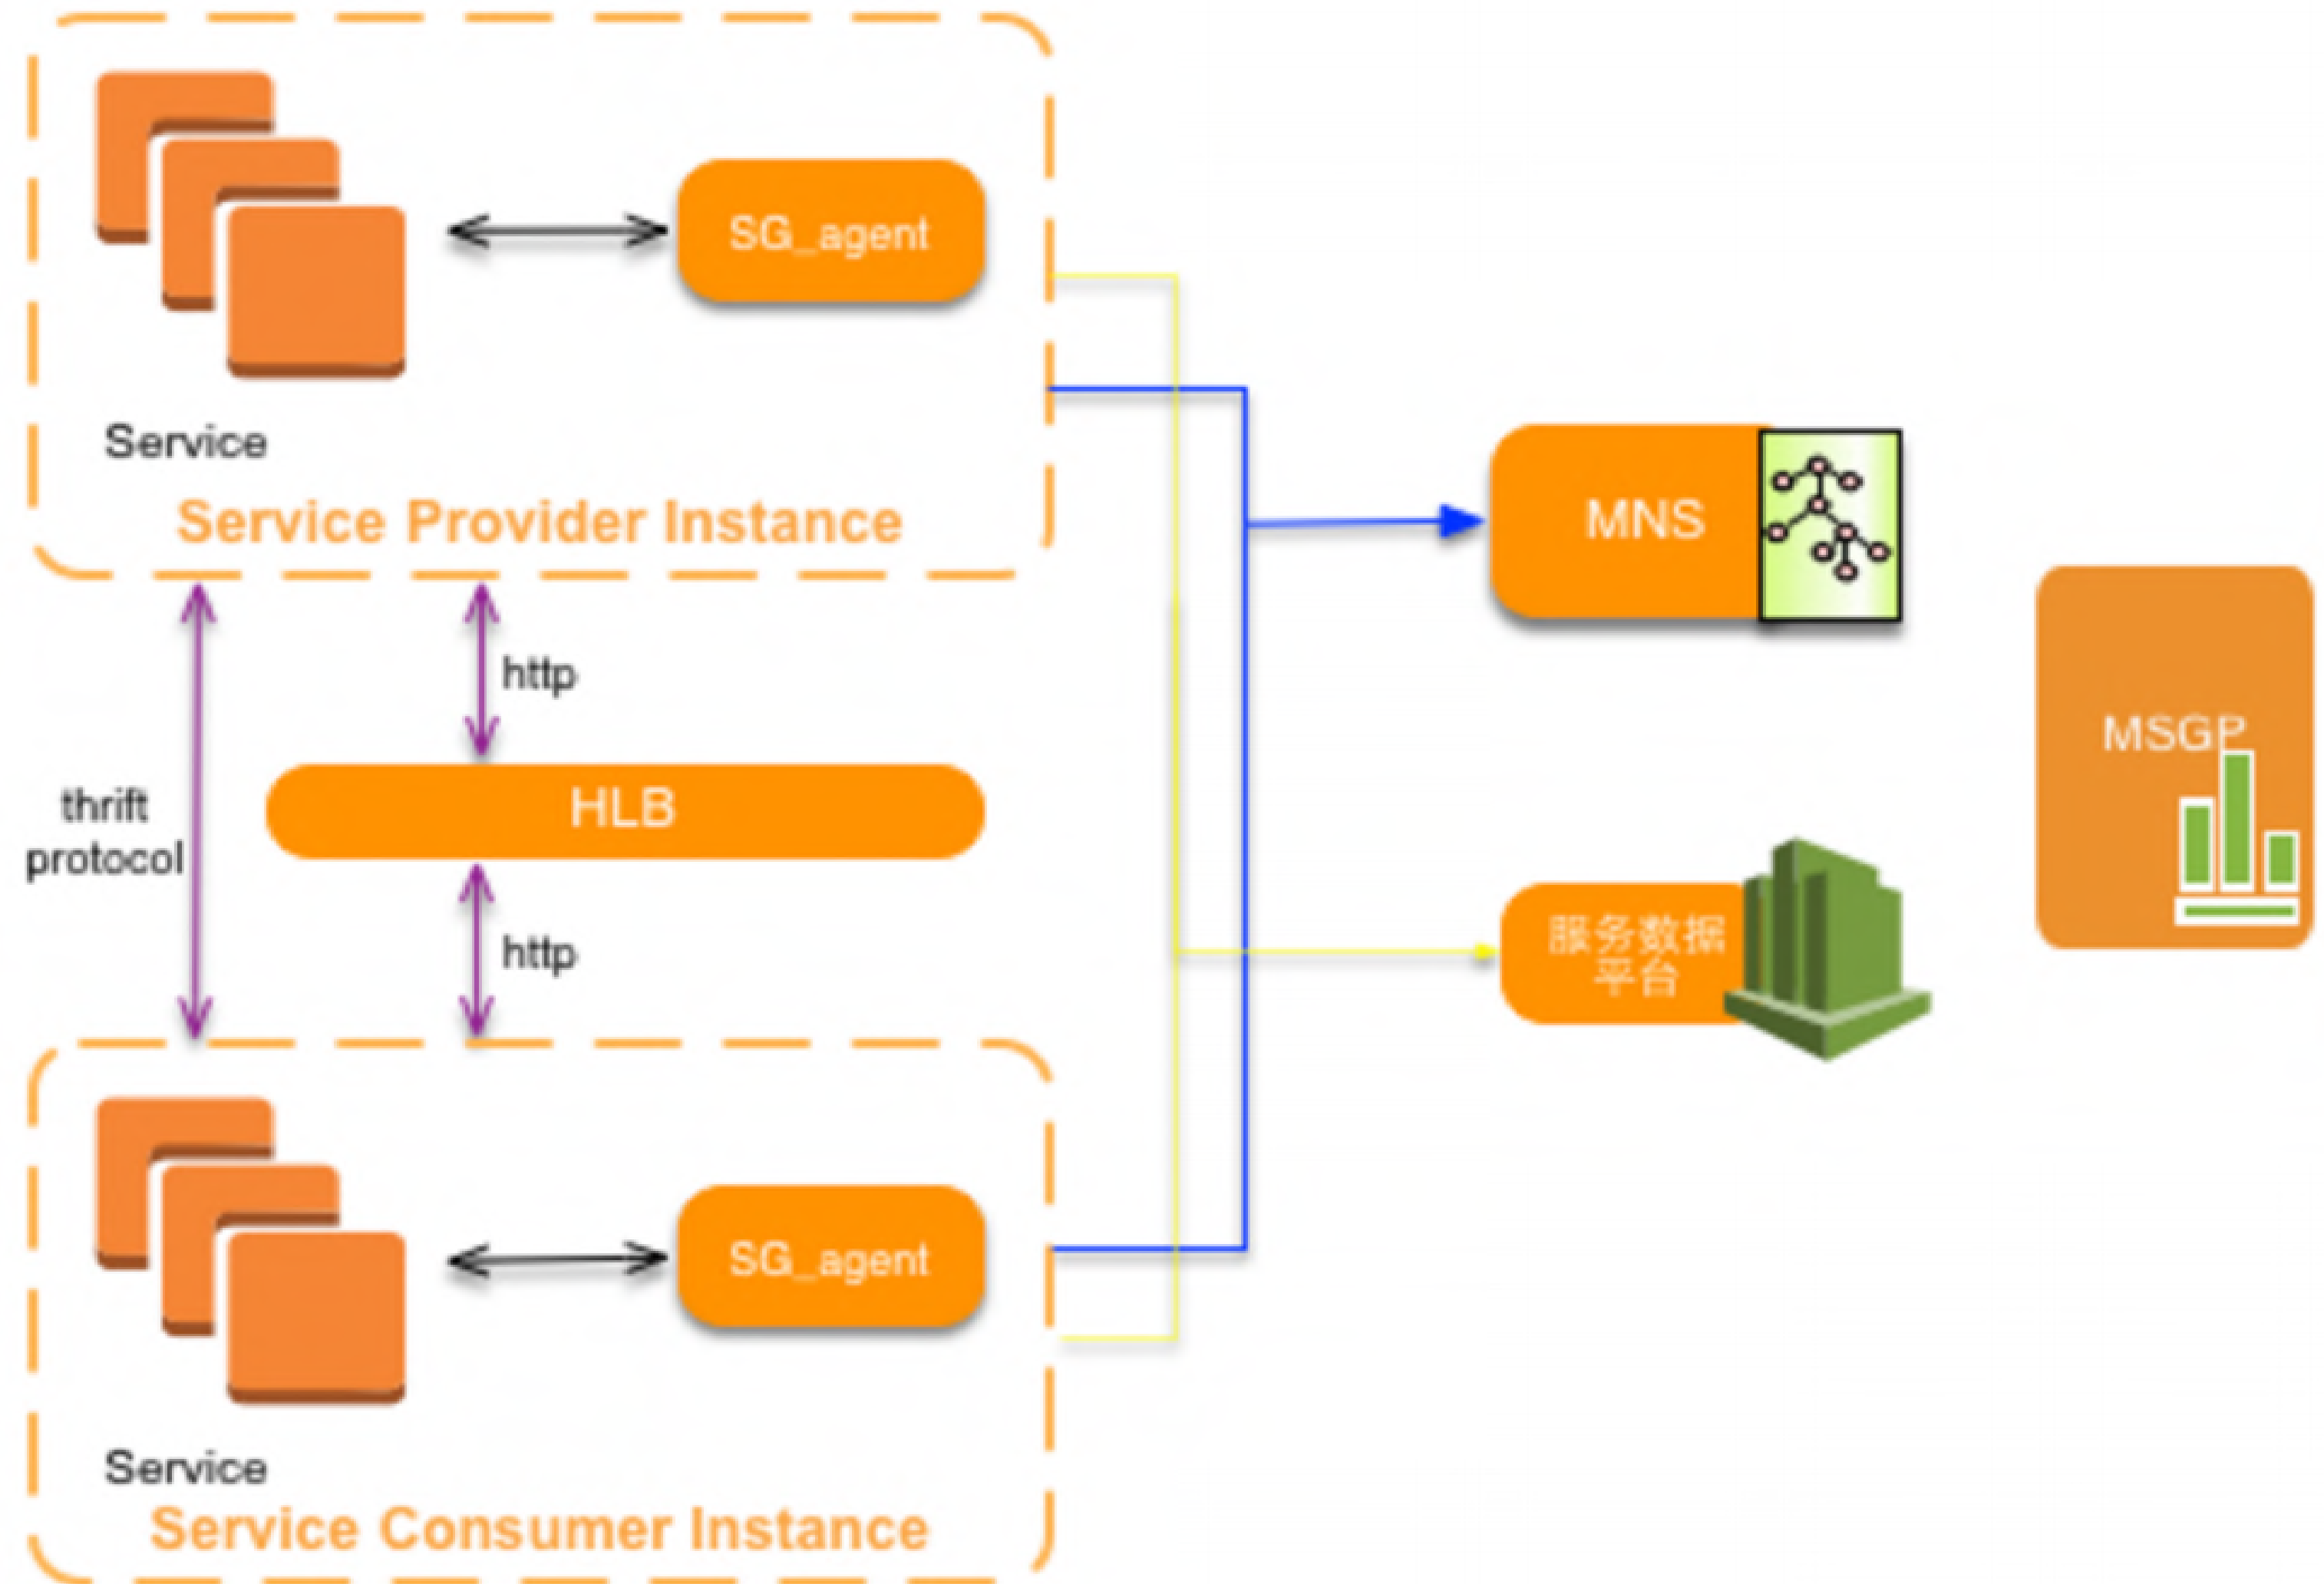 SG_agent
Service
Service Provider Instance
http
thrift
protocol
HLB
http
SG_agent
Service
Service Consumer Instance
MNS
服务数据
平台
MSGP